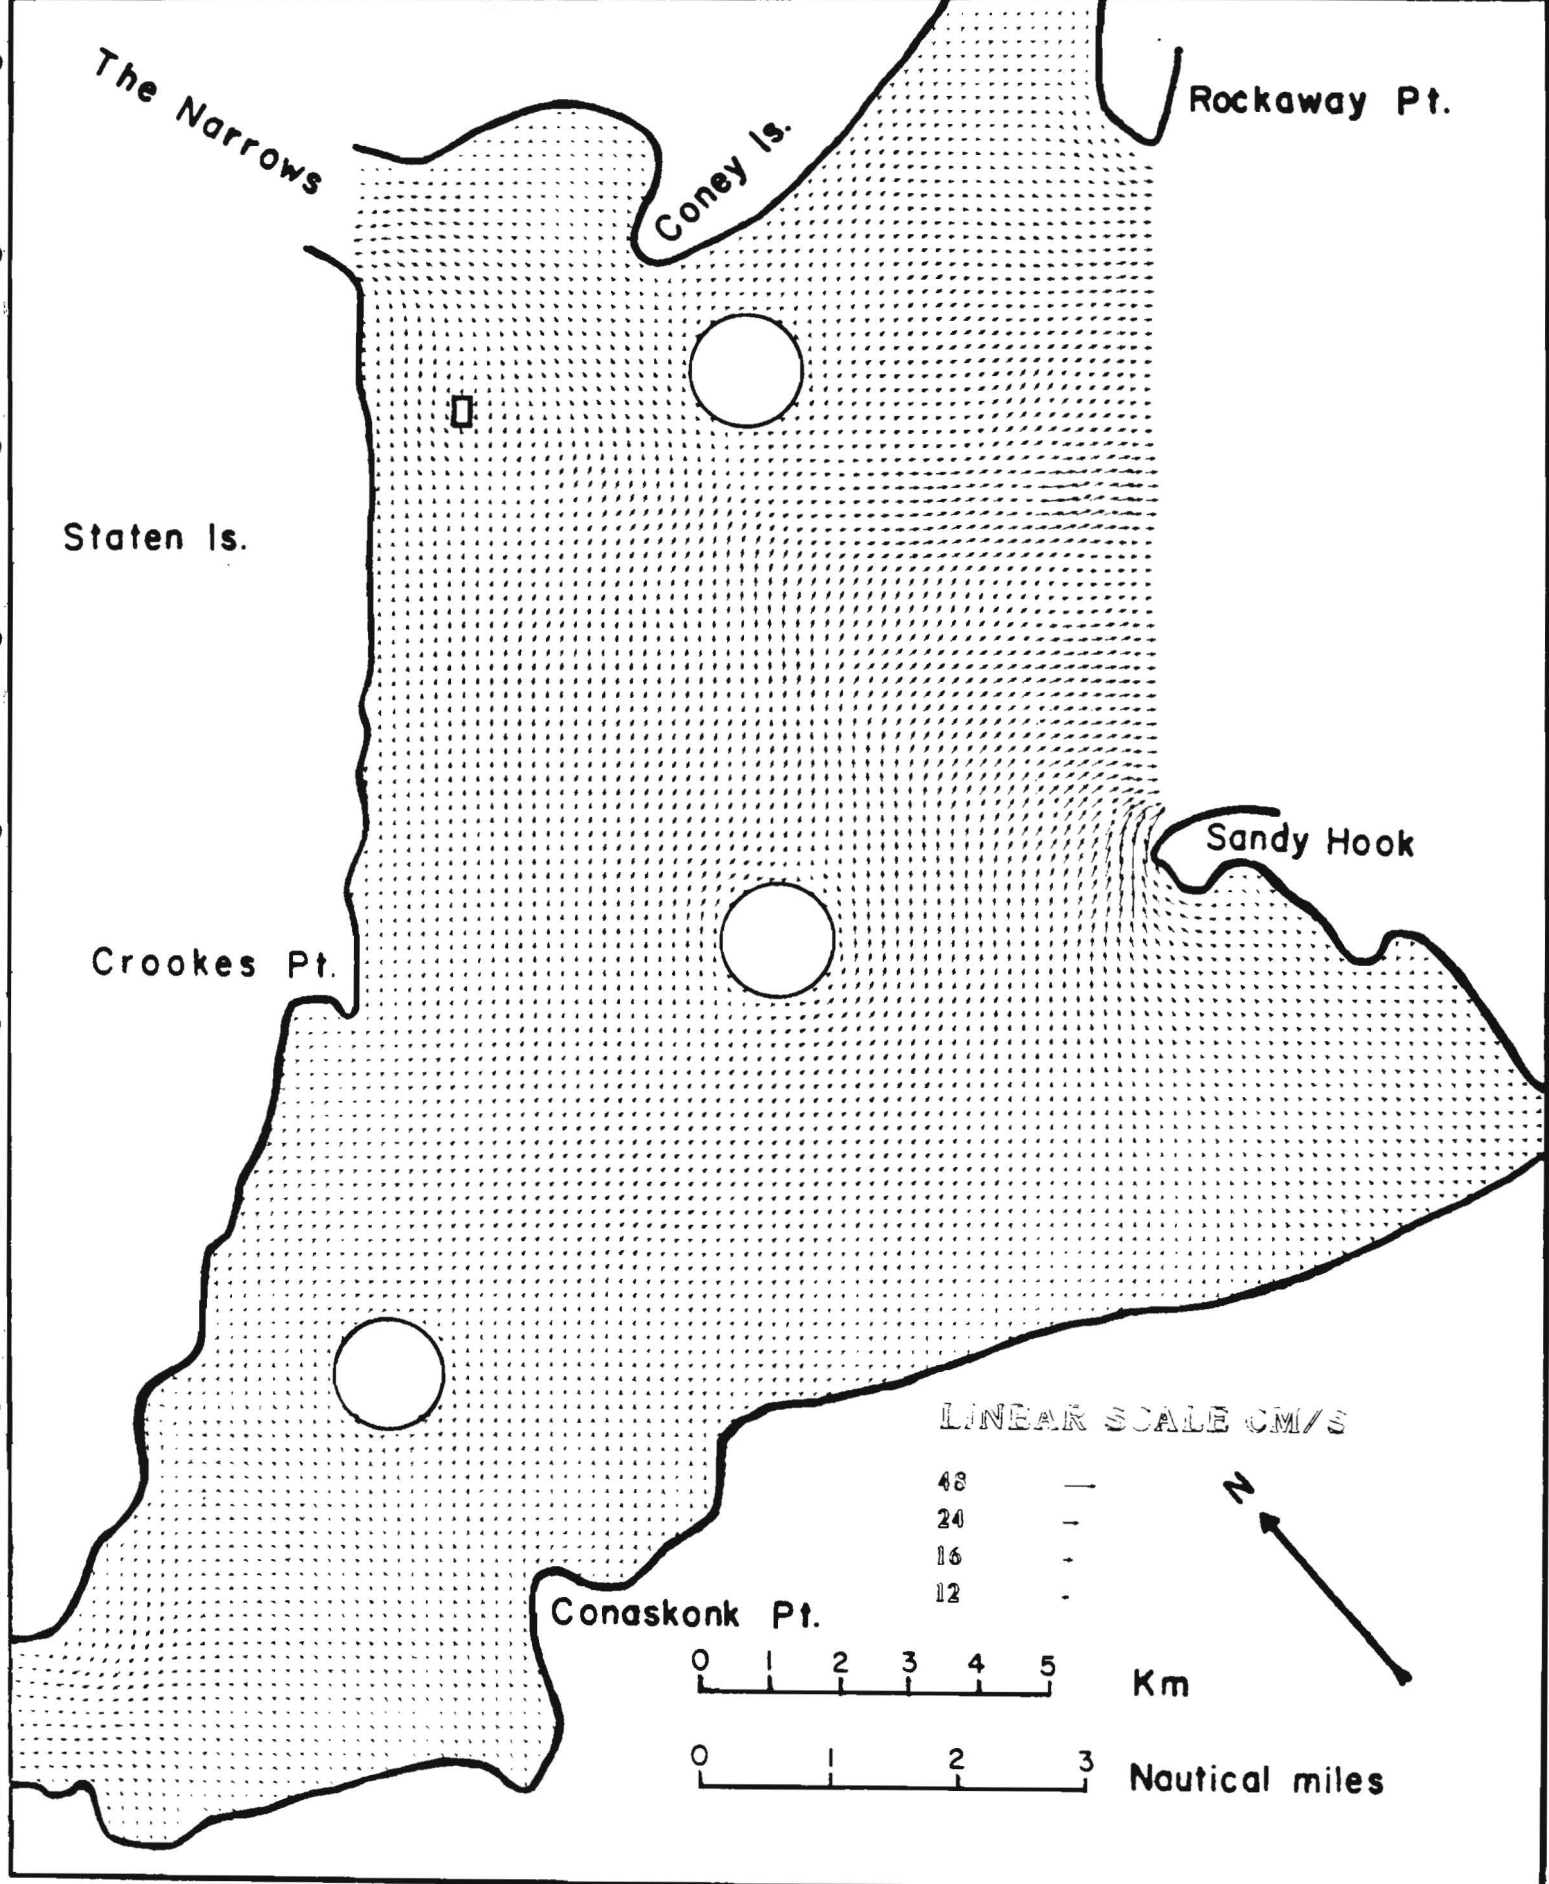 The Narrows
Rockaway Pt.
Coney Is.
Staten Is.
Sandy Hook
Crookes Pt.
LINEAR SCALE CM/S
48
24
16
12
N
Conaskonk Pt.
0 1 2 3 4 5 Km
0 1 2 3 Nautical miles